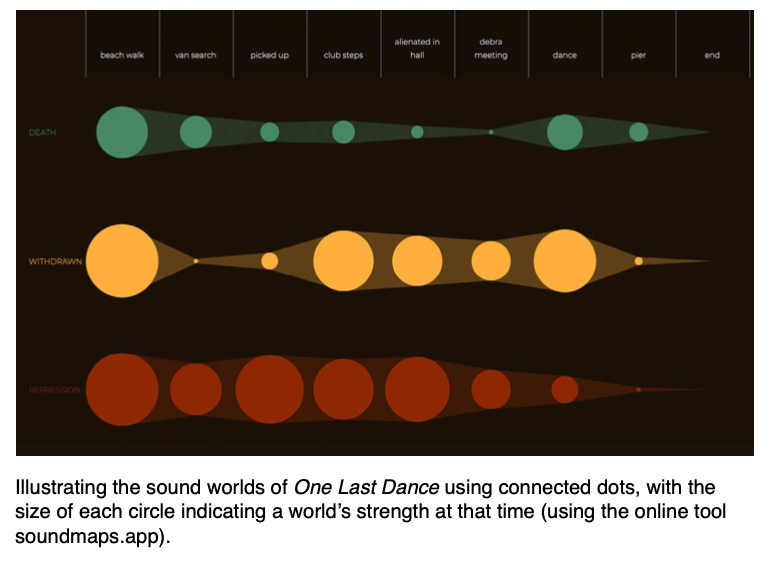 beach walk
van search
picked up
club steps
alienated in
hall
debra
meeting
dance
pier
end
DEATH
WITHDRAWN
REPRESSION
Illustrating the sound worlds of One Last Dance using connected dots, with the
size of each circle indicating a world’s strength at that time (using the online tool
soundmaps.app).